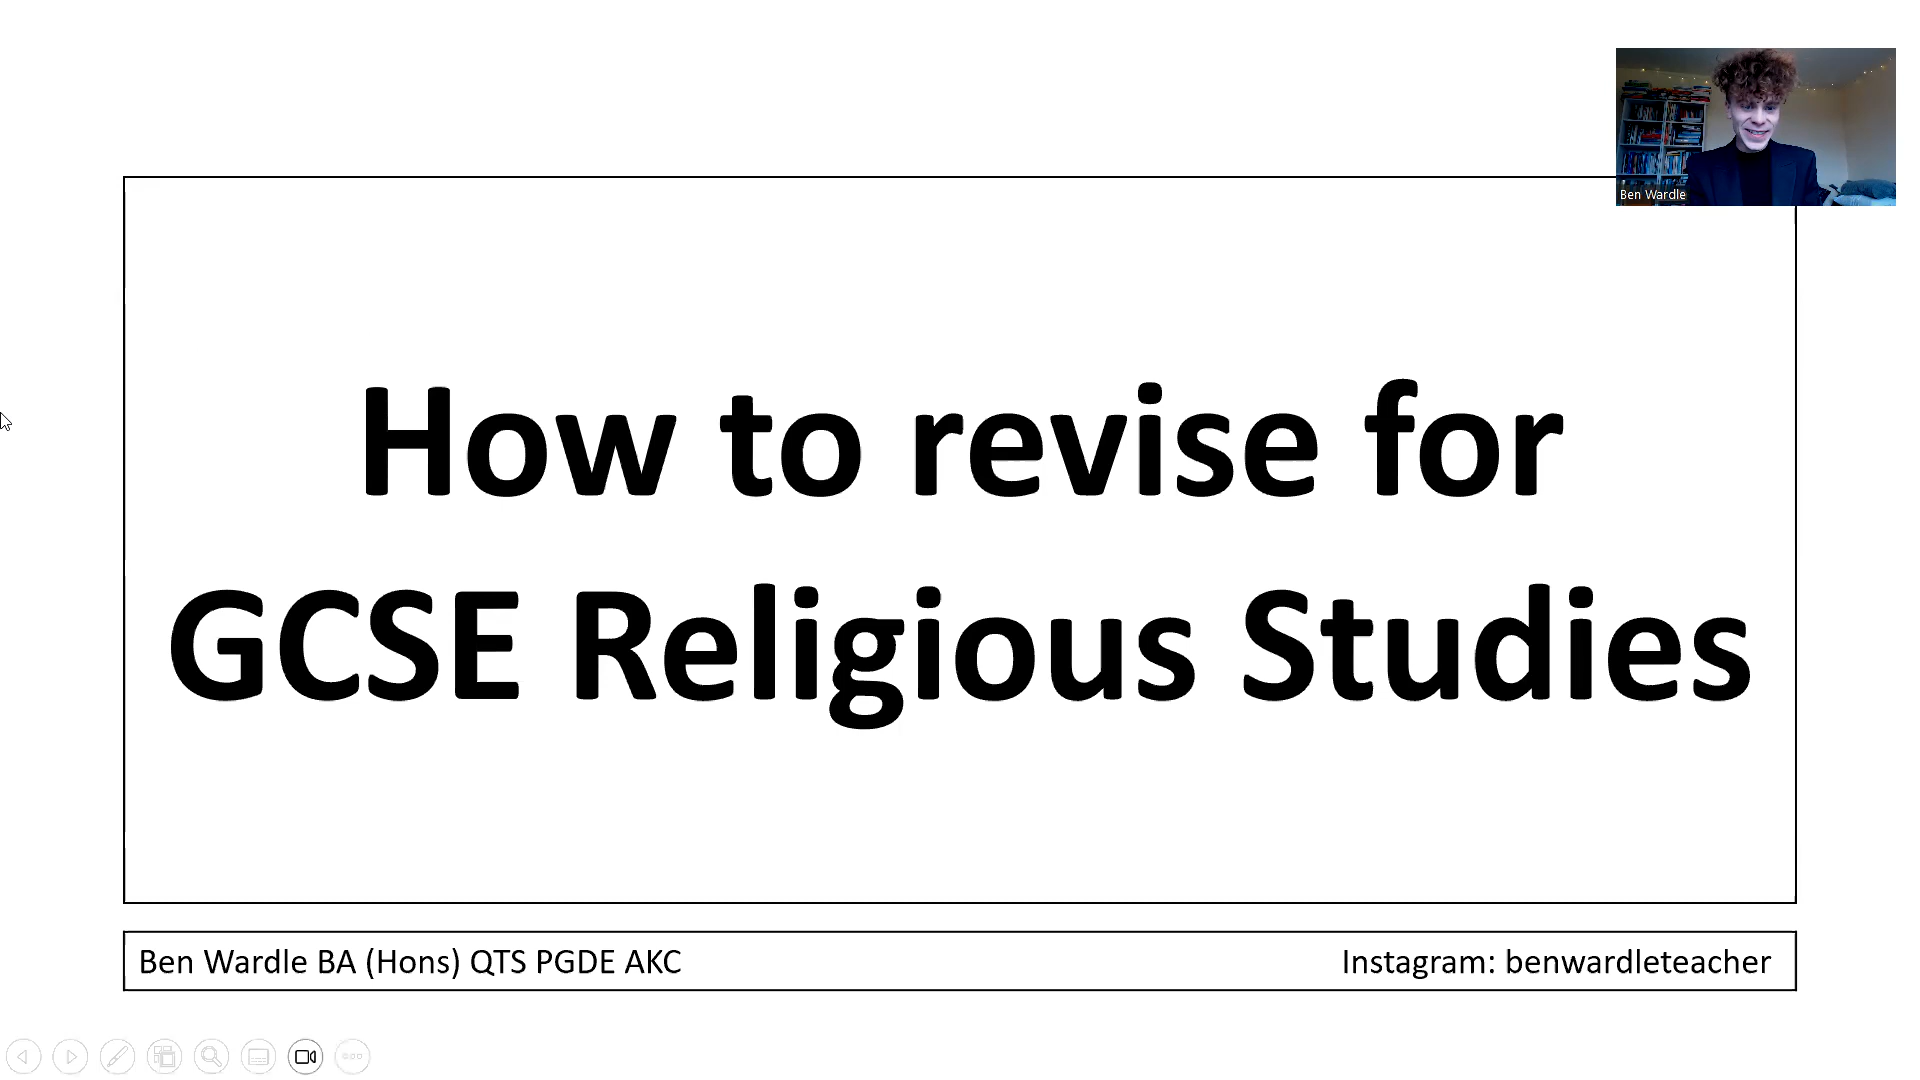 Ben Wardle
How to revise for
GCSE Religious Studies
Ben Wardle BA (Hons) QTS PGDE AKC
Instagram: benwardleteacher